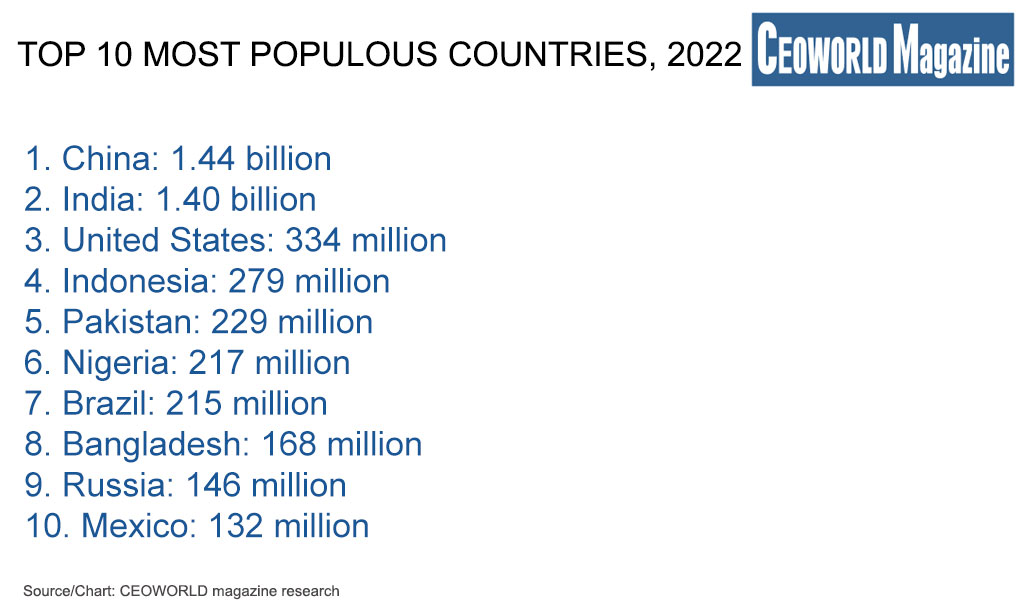 TOP 10 MOST POPULOUS COUNTRIES, 2022
CEOWORLD Magazine
1. China: 1.44 billion
2. India: 1.40 billion
3. United States: 334 million
4. Indonesia: 279 million
5. Pakistan: 229 million
6. Nigeria: 217 million
7. Brazil: 215 million
8. Bangladesh: 168 million
9. Russia: 146 million
10. Mexico: 132 million
Source/Chart: CEOWORLD magazine research